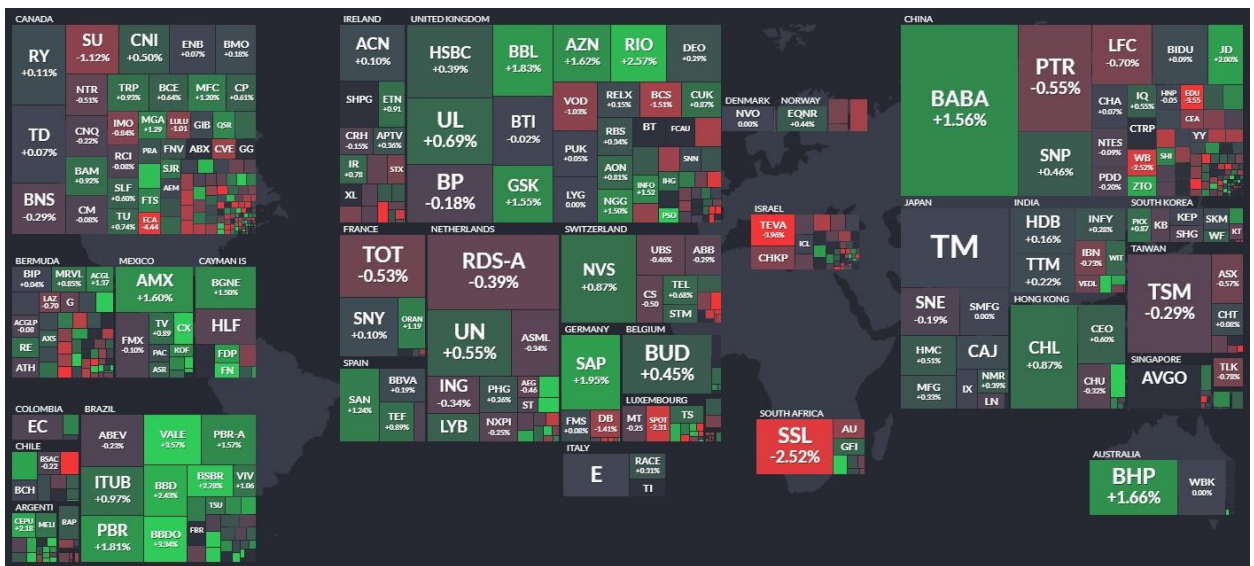 CANADA
RY
+0.11%
TD
+0.07%
BNS
-0.29%
SU
-1.12%
CNI
+0.50%
ENB
+0.07%
BMO
+0.18%
NTR
-0.51%
TRP
+0.92%
BCE
+0.64%
MFC
+1.20%
CP
+0.61%
CNQ
-0.22%
IMO
-0.84%
MGA
+1.29
LULU
-1.01
GIB
QSR
BAM
+0.92%
RCI
-0.08%
PBA
FNV
ABX
CVE
GG
SLF
+0.60%
SJR
AEM
FTS
CM
-0.08%
TU
+0.74%
FCA
-4.44
BERMUDA
BIP
+0.04%
MRVL
+0.85%
ACGL
+1.37
LAZ
-0.70
G
ACGLP
-0.08
RE
AXS
ATH
MEXICO
AMX
+1.60%
FMX
-0.10%
TV
+0.89
CX
PAC
KOF
ASR
CAYMAN IS
BGNE
+1.50%
HLF
FDP
FN
COLOMBIA
EC
CHILE
BSAC
-0.22
BCH
ARGENTI
CEPU
+2.18
MELI
BAP
BRAZIL
ABEV
-0.23%
VALE
+3.57%
PBR-A
+1.57%
ITUB
+0.97%
BBD
+2.43%
BSBR
+2.78%
VIV
+1.06
TSU
PBR
+1.81%
BBDO
+3.34%
FBR
IRELAND
ACN
+0.10%
SHPG
ETN
+0.91
CRH
-0.15%
APTV
+0.36%
IR
+0.78
STX
XL
UNITED KINGDOM
HSBC
+0.39%
BBL
+1.83%
AZN
+1.62%
RIO
+2.57%
DEO
+0.29%
UL
+0.69%
BTI
-0.02%
VOD
-1.03%
RELX
+0.15%
BCS
-1.51%
CUK
+0.87%
RBS
+0.34%
BT
FCAU
PUK
+0.05%
AON
+0.81%
SNN
BP
-0.18%
GSK
+1.55%
LYG
0.00%
NGG
+1.50%
INFO
+1.52
IHG
PSO
DENMARK
NVO
0.00%
NORWAY
EQNR
+0.44%
ISRAEL
TEVA
-3.96%
ICL
CHKP
FRANCE
TOT
-0.53%
SNY
+0.10%
ORAN
+1.19
NETHERLANDS
RDS-A
-0.39%
UN
+0.55%
ASML
-0.34%
ING
-0.34%
PHG
+0.26%
AEG
-0.46
ST
LYB
NXPI
-0.25%
SWITZERLAND
NVS
+0.87%
UBS
-0.46%
ABB
-0.29%
CS
-0.50
TEL
+0.68%
STM
GERMANY
SAP
+1.95%
FMS
+0.08%
DB
-1.41%
BELGIUM
BUD
+0.45%
LUXEMBOURG
MT
-0.25
SPOT
-2.31
TS
SPAIN
SAN
+1.24%
BBVA
+0.19%
TEF
+0.89%
ITALY
E
RACE
+0.31%
TI
SOUTH AFRICA
SSL
-2.52%
AU
GFI
CHINA
BABA
+1.56%
PTR
-0.55%
SNP
+0.46%
LFC
-0.70%
BIDU
+0.09%
JD
+2.00%
CHA
+0.07%
IQ
+0.55%
HNP
-0.05
EDU
-3.55
CEA
CTRP
YY
NTES
-0.09%
WB
-2.52%
SHI
PDD
-0.20%
ZTO
JAPAN
TM
SNE
-0.19%
SMFG
0.00%
HMC
+0.51%
CAJ
MFG
+0.33%
IX
NMR
+0.39%
LN
INDIA
HDB
+0.16%
INFY
+0.28%
TTM
+0.22%
IBN
-0.73%
WIT
VEDL
HONG KONG
CHL
+0.87%
CEO
+0.60%
CHU
-0.32%
SOUTH KOREA
PKX
+0.87
KB
KEP
SKM
SHG
WF
KT
TAIWAN
TSM
-0.29%
ASX
-0.57%
CHT
+0.08%
SINGAPORE
AVGO
TLK
-0.78%
AUSTRALIA
BHP
+1.66%
WBK
0.00%